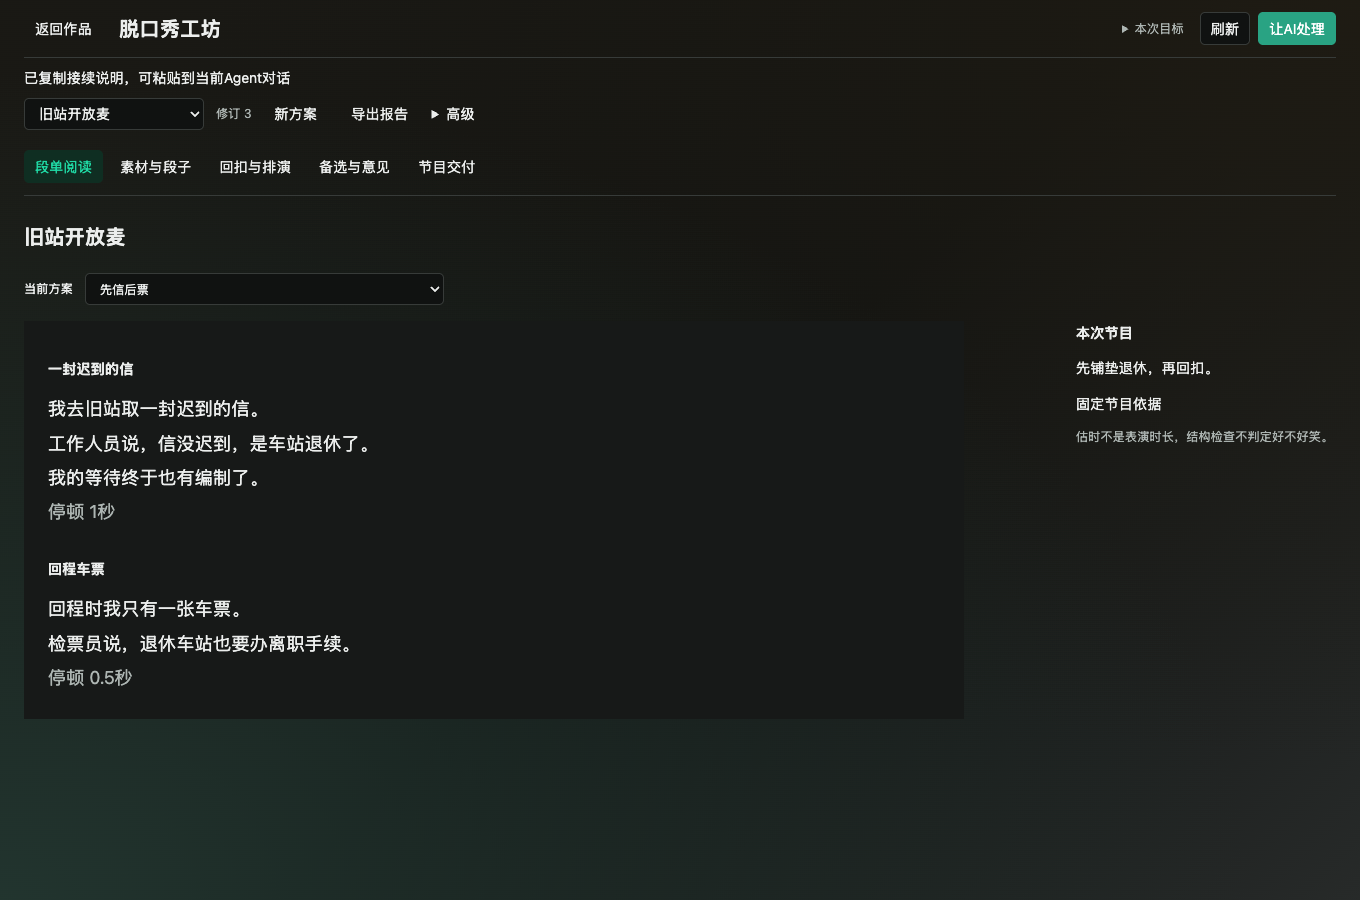 返回作品
脱口秀工坊
本次目标
刷新
让AI处理
已复制接续说明，可粘贴到当前Agent对话
旧站开放麦
修订 3
新方案
导出报告
高级
段单阅读
素材与段子
回扣与排演
备选与意见
节目交付
旧站开放麦
当前方案
先信后票
一封迟到的信
我去旧站取一封迟到的信。
工作人员说，信没迟到，是车站退休了。
我的等待终于也有编制了。
停顿 1秒
回程车票
回程时我只有一张车票。
检票员说，退休车站也要办离职手续。
停顿 0.5秒
本次节目
先铺垫退休，再回扣。
固定节目依据
估时不是表演时长，结构检查不判定好不好笑。